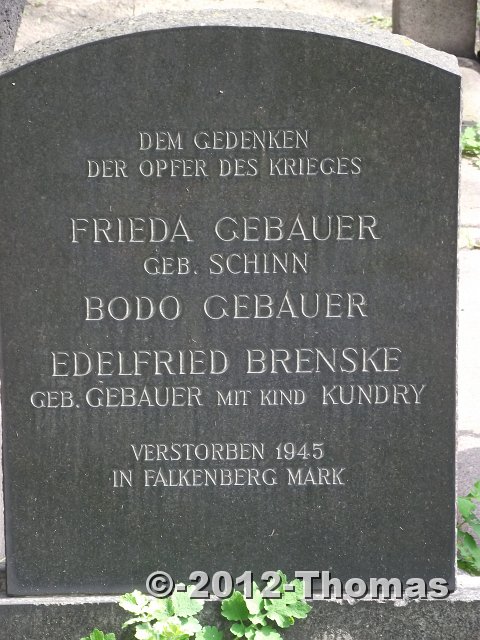 DEM GEDENKEN
DER OPFER DES KRIEGES
FRIEDA GEBAUER
GEB. SCHINN
BODO GEBAUER
EDELFRIED BRENSKE
GEB. GEBAUER MIT KIND KUNDRY
VERSTORBEN 1945
IN FALKENBERG MARK
©-2012-Thomas